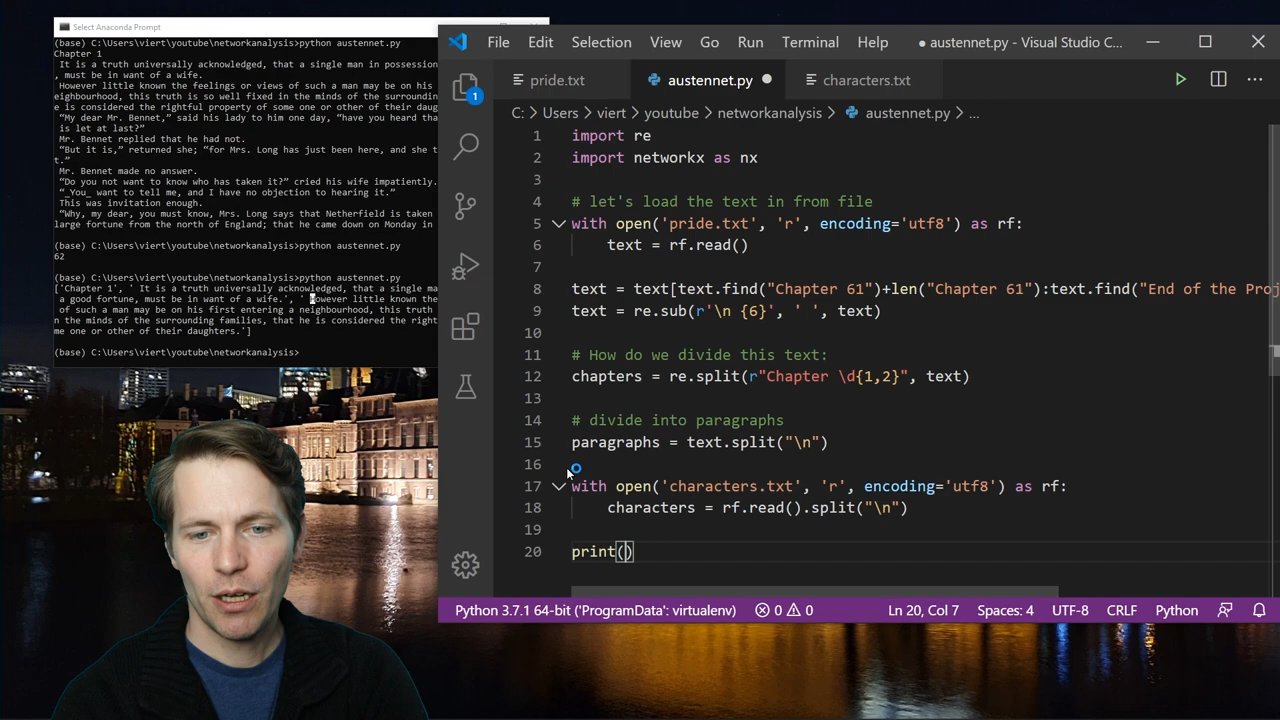 Select Anaconda Prompt
(base) C:\Users\viert\youtube\networkanalysis>python austennet.py
Chapter 1
It is a truth universally acknowledged, that a single man in possession
, must be in want of a wife.
However little known the feelings or views of such a man may be on his
eighbourhood, this truth is so well fixed in the minds of the surroundin
e is considered the rightful property of some one or other of their daug
“My dear Mr. Bennet,” said his lady to him one day, “have you heard tha
is let at last?”
Mr. Bennet replied that he had not.
“But it is,” returned she; “for Mrs. Long has just been here, and she t
t.”
Mr. Bennet made no answer.
“Do you not want to know who has taken it?” cried his wife impatiently.
“_You_ want to tell me, and I have no objection to hearing it.”
This was invitation enough.
“Why, my dear, you must know, Mrs. Long says that Netherfield is taken
large fortune from the north of England; that he came down on Monday in
(base) C:\Users\viert\youtube\networkanalysis>python austennet.py
62
(base) C:\Users\viert\youtube\networkanalysis>python austennet.py
['Chapter 1', ' It is a truth universally acknowledged, that a single ma
a good fortune, must be in want of a wife.', ' However little known the
of such a man may be on his first entering a neighbourhood, this truth
n the minds of the surrounding families, that he is considered the right
me one or other of their daughters.']
(base) C:\Users\viert\youtube\networkanalysis>
File Edit Selection View Go Run Terminal Help
● austennet.py - Visual Studio C...
pride.txt
austennet.py
characters.txt
C: > Users > viert > youtube > networkanalysis > austennet.py > ...
1
1 import re
2 import networkx as nx
3
4 # let's load the text in from file
5 with open('pride.txt', 'r', encoding='utf8') as rf:
6 text = rf.read()
7
8 text = text[text.find("Chapter 61")+len("Chapter 61"):text.find("End of the Proj
9 text = re.sub(r'\n {6}', ' ', text)
10
11 # How do we divide this text:
12 chapters = re.split(r"Chapter \d{1,2}", text)
13
14 # divide into paragraphs
15 paragraphs = text.split("\n")
16
17 with open('characters.txt', 'r', encoding='utf8') as rf:
18 characters = rf.read().split("\n")
19
20 print()
Python 3.7.1 64-bit ('ProgramData': virtualenv)
0
0
Ln 20, Col 7
Spaces: 4
UTF-8
CRLF
Python